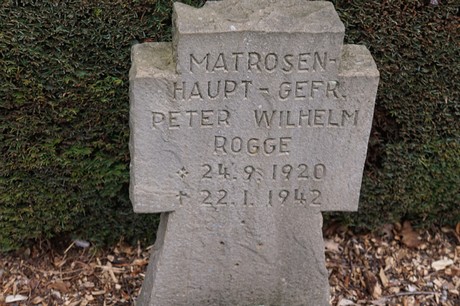 MATROSEN-
HAUPT-GEFR.
PETER WILHELM
ROGGE
* 24.9.1920
† 22.1.1942